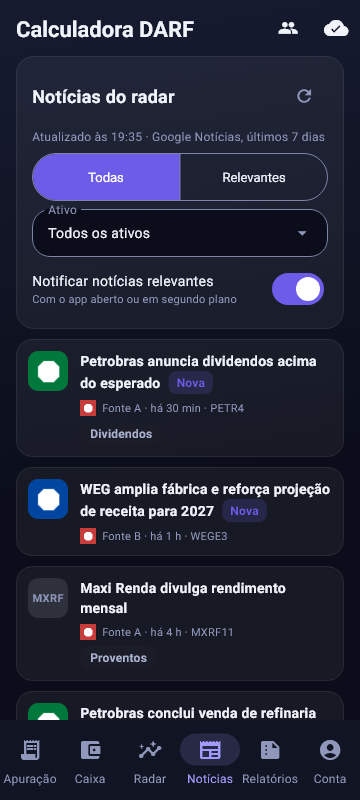 Calculadora DARF
Notícias do radar
Atualizado às 19:35 · Google Notícias, últimos 7 dias
Todas
Relevantes
Ativo
Todos os ativos
Notificar notícias relevantes
Com o app aberto ou em segundo plano
Petrobras anuncia dividendos acima
do esperado Nova
Fonte A · há 30 min · PETR4
Dividendos
WEG amplia fábrica e reforça projeção
de receita para 2027 Nova
Fonte B · há 1 h · WEGE3
MXRF
Maxi Renda divulga rendimento
mensal
Fonte A · há 4 h · MXRF11
Proventos
Petrobras conclui venda de refinaria
Apuração
Caixa
Radar
Notícias
Relatórios
Conta